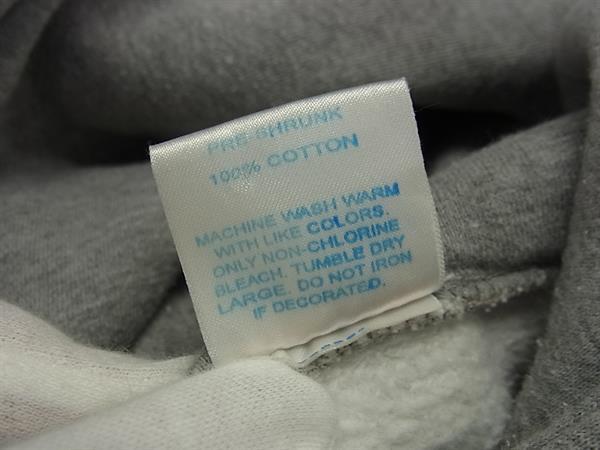 PRE-SHRUNK
100% COTTON
MACHINE WASH WARM
WITH LIKE COLORS.
ONLY NON-CHLORINE
BLEACH. TUMBLE DRY
LARGE. DO NOT IRON
IF DECORATED.